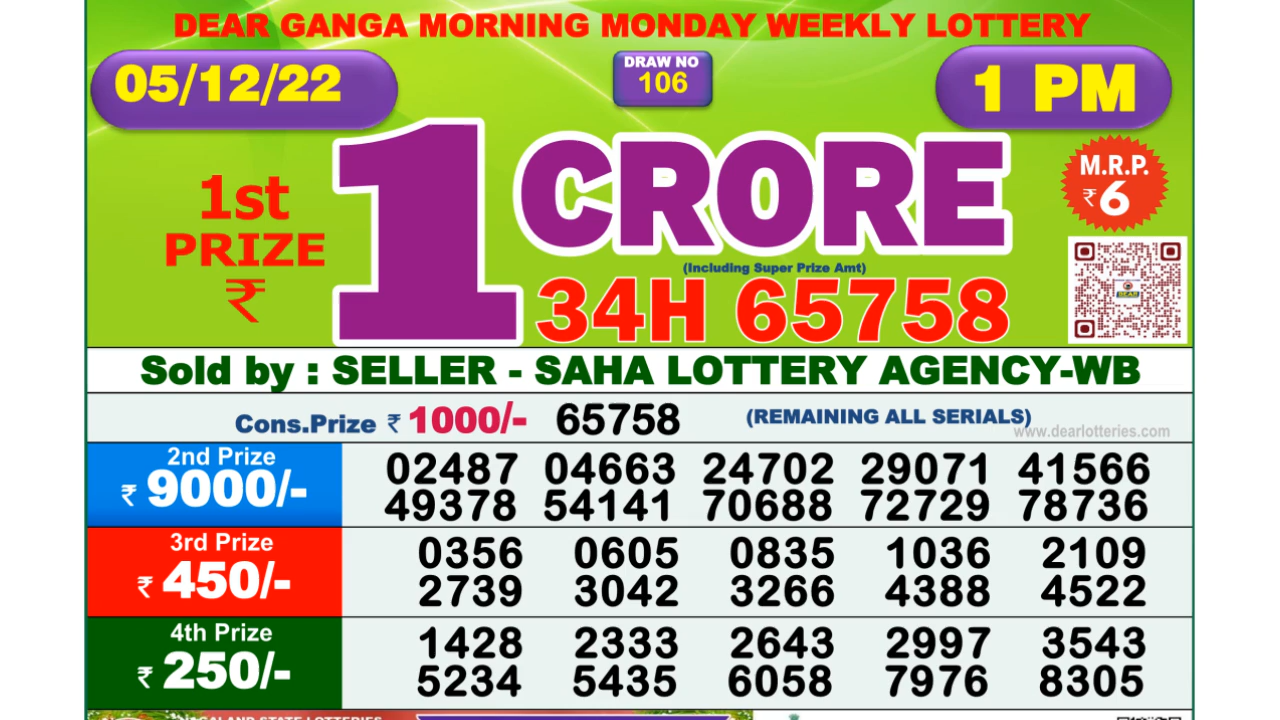 DEAR GANGA MORNING MONDAY WEEKLY LOTTERY
05/12/22
DRAW NO
106
1 PM
1st
PRIZE
₹
1 CRORE
(Including Super Prize Amt)
34H 65758
M.R.P.
₹6
DEAR
Sold by : SELLER - SAHA LOTTERY AGENCY-WB
Cons.Prize ₹ 1000/- 65758 (REMAINING ALL SERIALS)
www.dearlotteries.com
2nd Prize
₹ 9000/-
02487 04663 24702 29071 41566
49378 54141 70688 72729 78736
3rd Prize
₹ 450/-
0356 0605 0835 1036 2109
2739 3042 3266 4388 4522
4th Prize
₹ 250/-
1428 2333 2643 2997 3543
5234 5435 6058 7976 8305